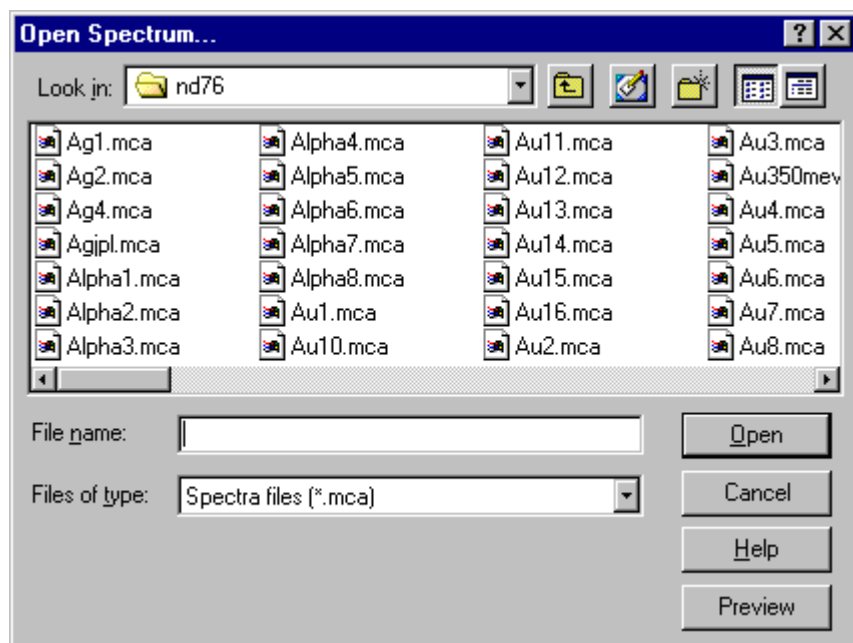 Open Spectrum...
Look in: nd76
Ag1.mca Alpha4.mca Au11.mca Au3.mca
Ag2.mca Alpha5.mca Au12.mca Au350mev
Ag4.mca Alpha6.mca Au13.mca Au4.mca
Agjpl.mca Alpha7.mca Au14.mca Au5.mca
Alpha1.mca Alpha8.mca Au15.mca Au6.mca
Alpha2.mca Au1.mca Au16.mca Au7.mca
Alpha3.mca Au10.mca Au2.mca Au8.mca
File name: Open
Files of type: Spectra files (*.mca) Cancel
Help
Preview